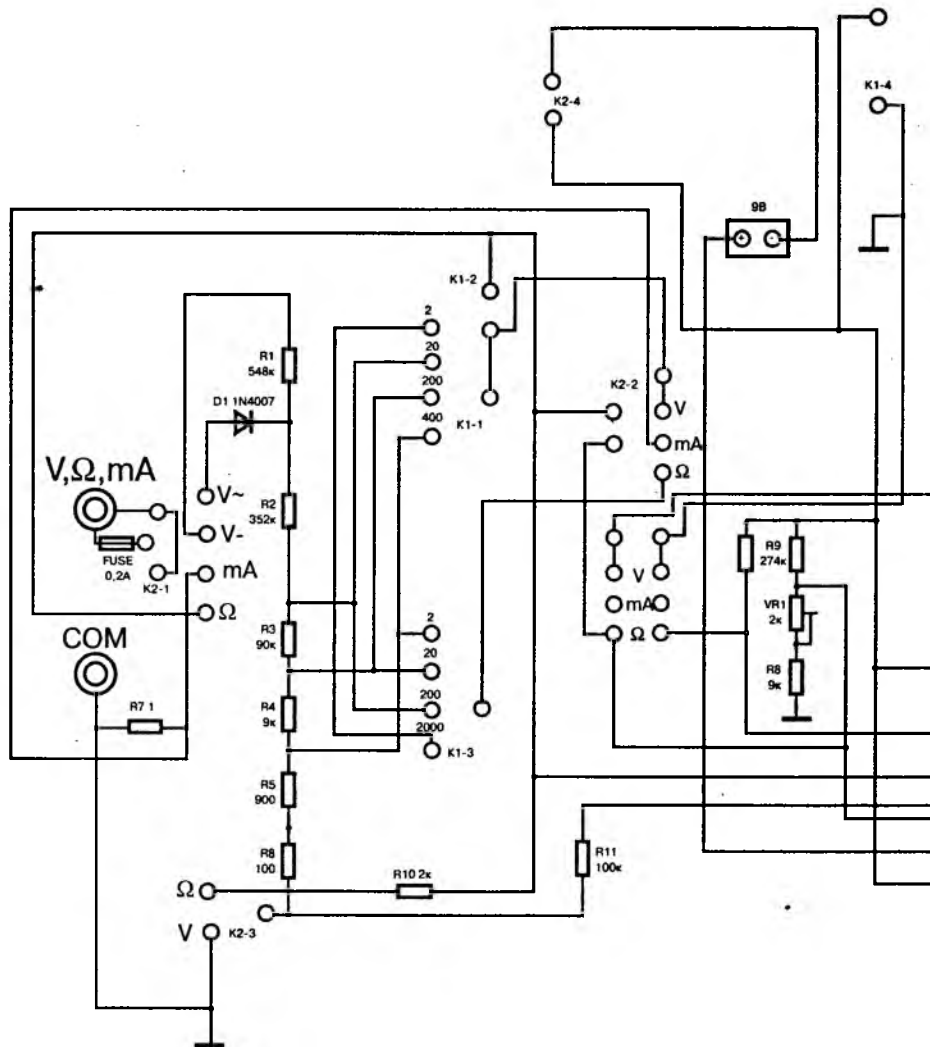 K2-4
K1-4
9В
+ -
K1-2
2
R1
548к
20
200
D1 1N4007
400
K1-1
K2-2
V
mA
Ω
V,Ω,mA
V~
R2
352к
V-
FUSE
0,2A
K2-1
mA
Ω
V
mA
Ω
R9
274к
VR1
2к
R8
9к
COM
R3
90к
2
20
R7 1
R4
9к
200
2000
K1-3
R5
900
R8
100
R11
100к
Ω
R10 2к
V
K2-3